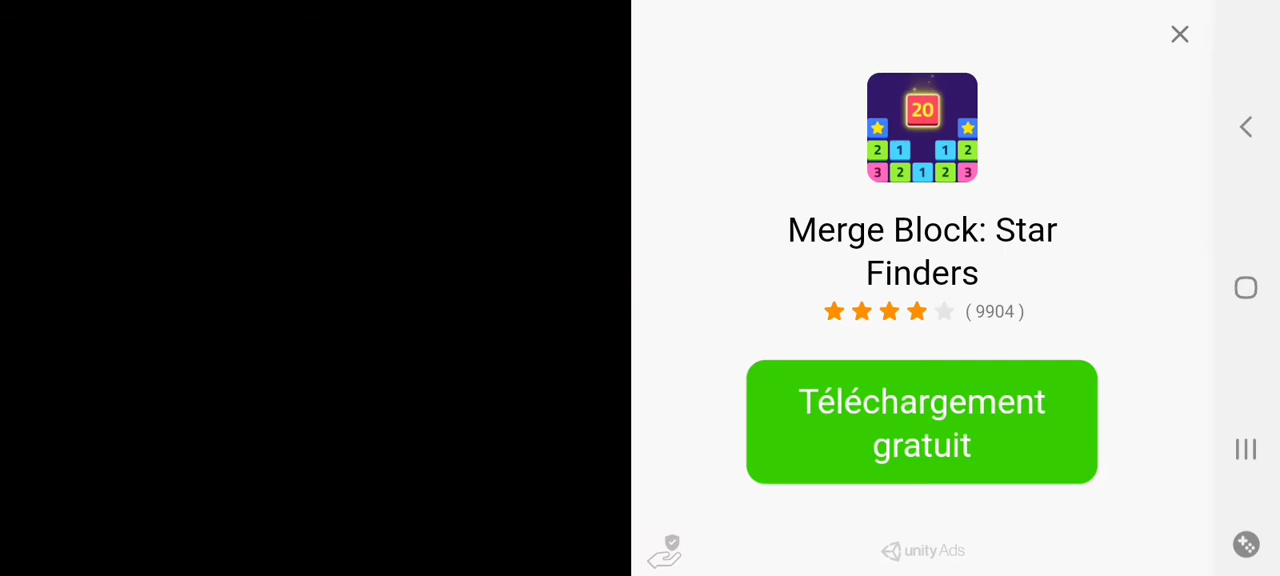 20
2 1 1 2
3 2 1 2 3
Merge Block: Star
Finders
( 9904 )
Téléchargement
gratuit
unity Ads